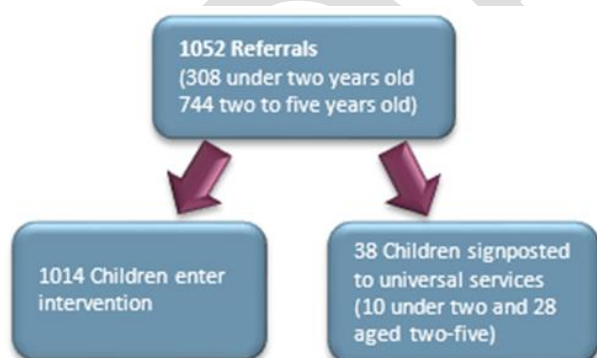 1052 Referrals
(308 under two years old
744 two to five years old)
1014 Children enter
intervention
38 Children signposted
to universal services
(10 under two and 28
aged two-five)